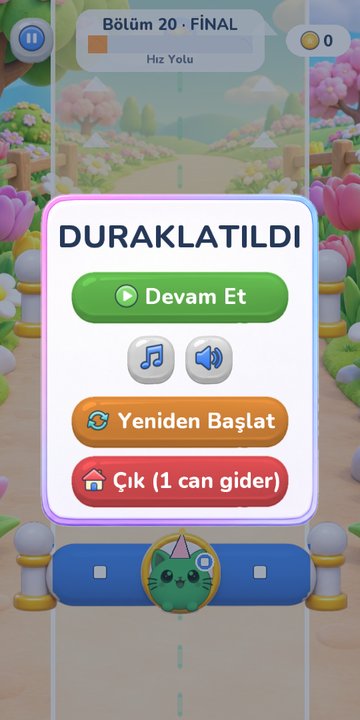 Bölüm 20 · FİNAL
0
Hız Yolu
DURAKLATILDI
Devam Et
Yeniden Başlat
Çık (1 can gider)